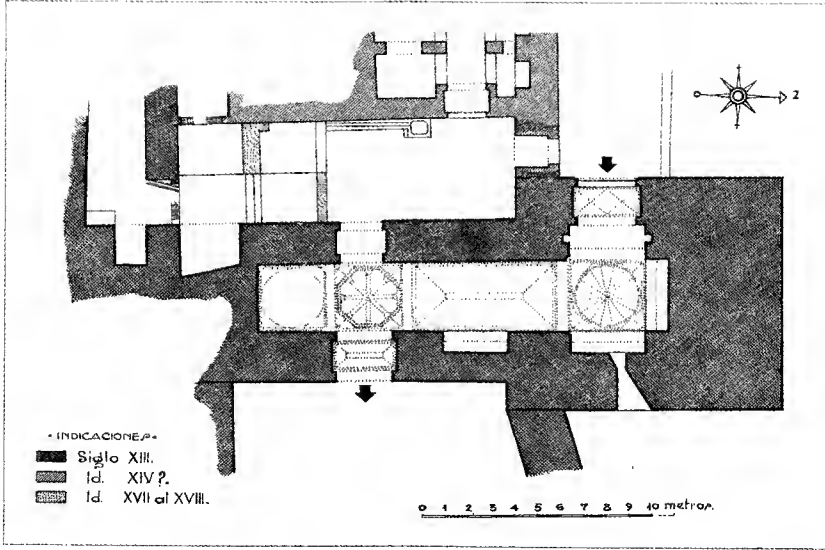 N
- INDICACIONES -
Siglo XIII.
Id. XIV?.
Id. XVII al XVIII.
0 1 2 3 4 5 6 7 8 9 10 metros.